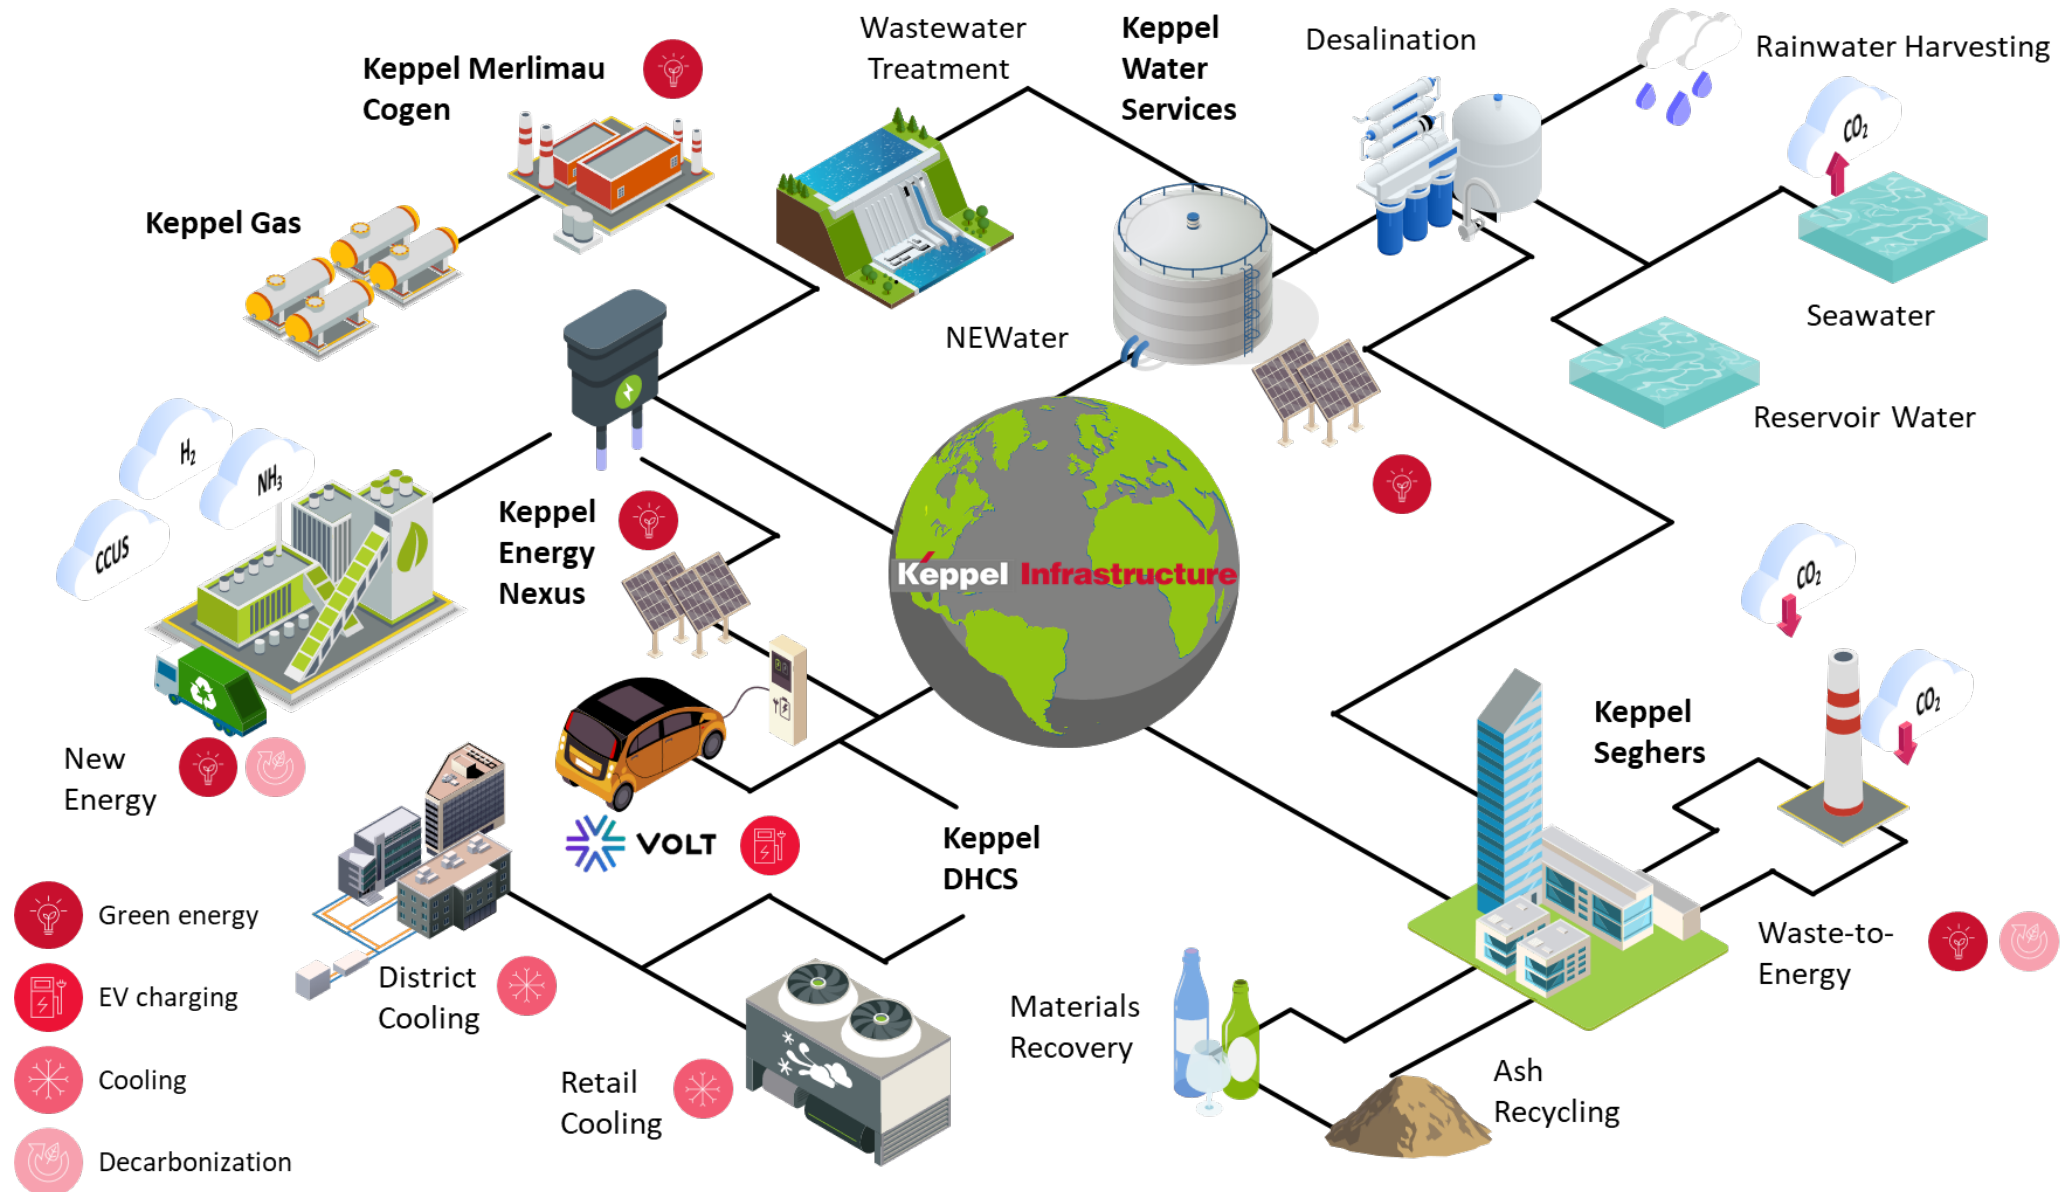 Wastewater
Treatment
Keppel
Water
Services
Desalination
Rainwater Harvesting
Keppel Merlimau
Cogen
CO₂
Keppel Gas
Seawater
NEWater
Reservoir Water
H₂
NH₃
CCUS
Keppel
Energy
Nexus
Keppel Infrastructure
CO₂
CO₂
Keppel
Seghers
New
Energy
VOLT
Keppel
DHCS
Green energy
EV charging
Cooling
Decarbonization
District
Cooling
Retail
Cooling
Materials
Recovery
Ash
Recycling
Waste-to-
Energy